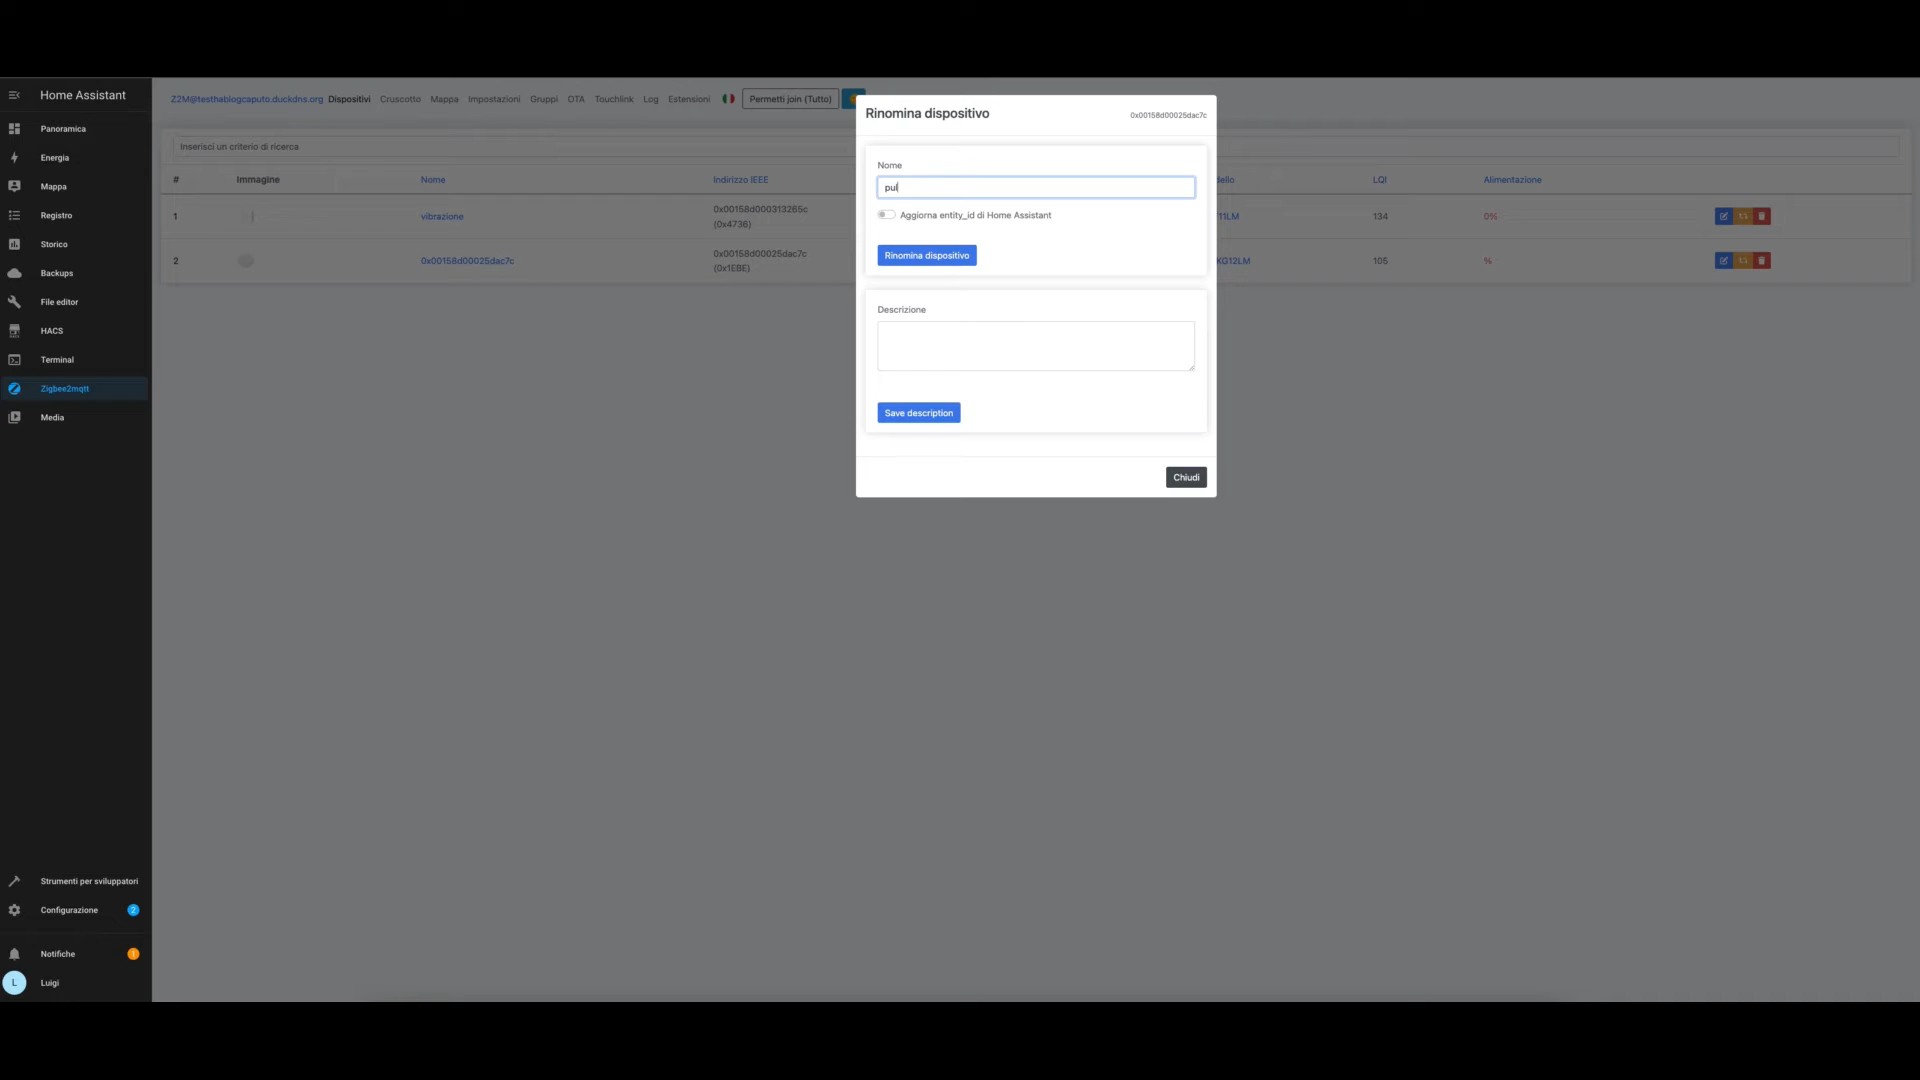 Home Assistant
Panoramica
Energia
Mappa
Registro
Storico
Backups
File editor
HACS
Terminal
Zigbee2mqtt
Media
Strumenti per sviluppatori
Configurazione 2
Notifiche 1
L Luigi
Z2M@testhablogcaputo.duckdns.org Dispositivi Cruscotto Mappa Impostazioni Gruppi OTA Touchlink Log Estensioni Permetti join (Tutto)
Inserisci un criterio di ricerca
# Immagine Nome Indirizzo IEEE dello LQI Alimentazione
1 vibrazione 0x00158d000313265c 11LM 134 0%
(0x4736)
2 0x00158d00025dac7c 0x00158d00025dac7c KG12LM 105 %
(0x1EBE)
Rinomina dispositivo 0x00158d00025dac7c
Nome
pul
Aggiorna entity_id di Home Assistant
Rinomina dispositivo
Descrizione
Save description
Chiudi